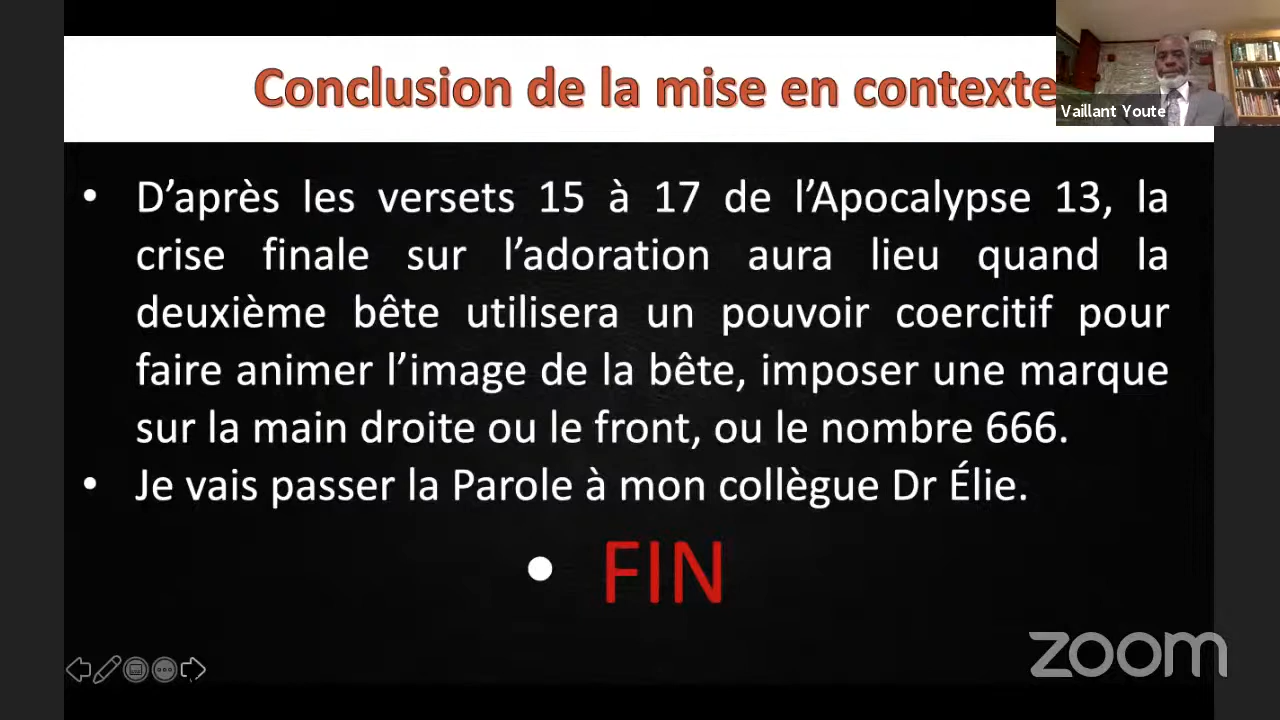 Conclusion de la mise en contexte
Vaillant Youte
• D’après les versets 15 à 17 de l’Apocalypse 13, la
crise finale sur l’adoration aura lieu quand la
deuxième bête utilisera un pouvoir coercitif pour
faire animer l’image de la bête, imposer une marque
sur la main droite ou le front, ou le nombre 666.
• Je vais passer la Parole à mon collègue Dr Élie.
• FIN
zoom